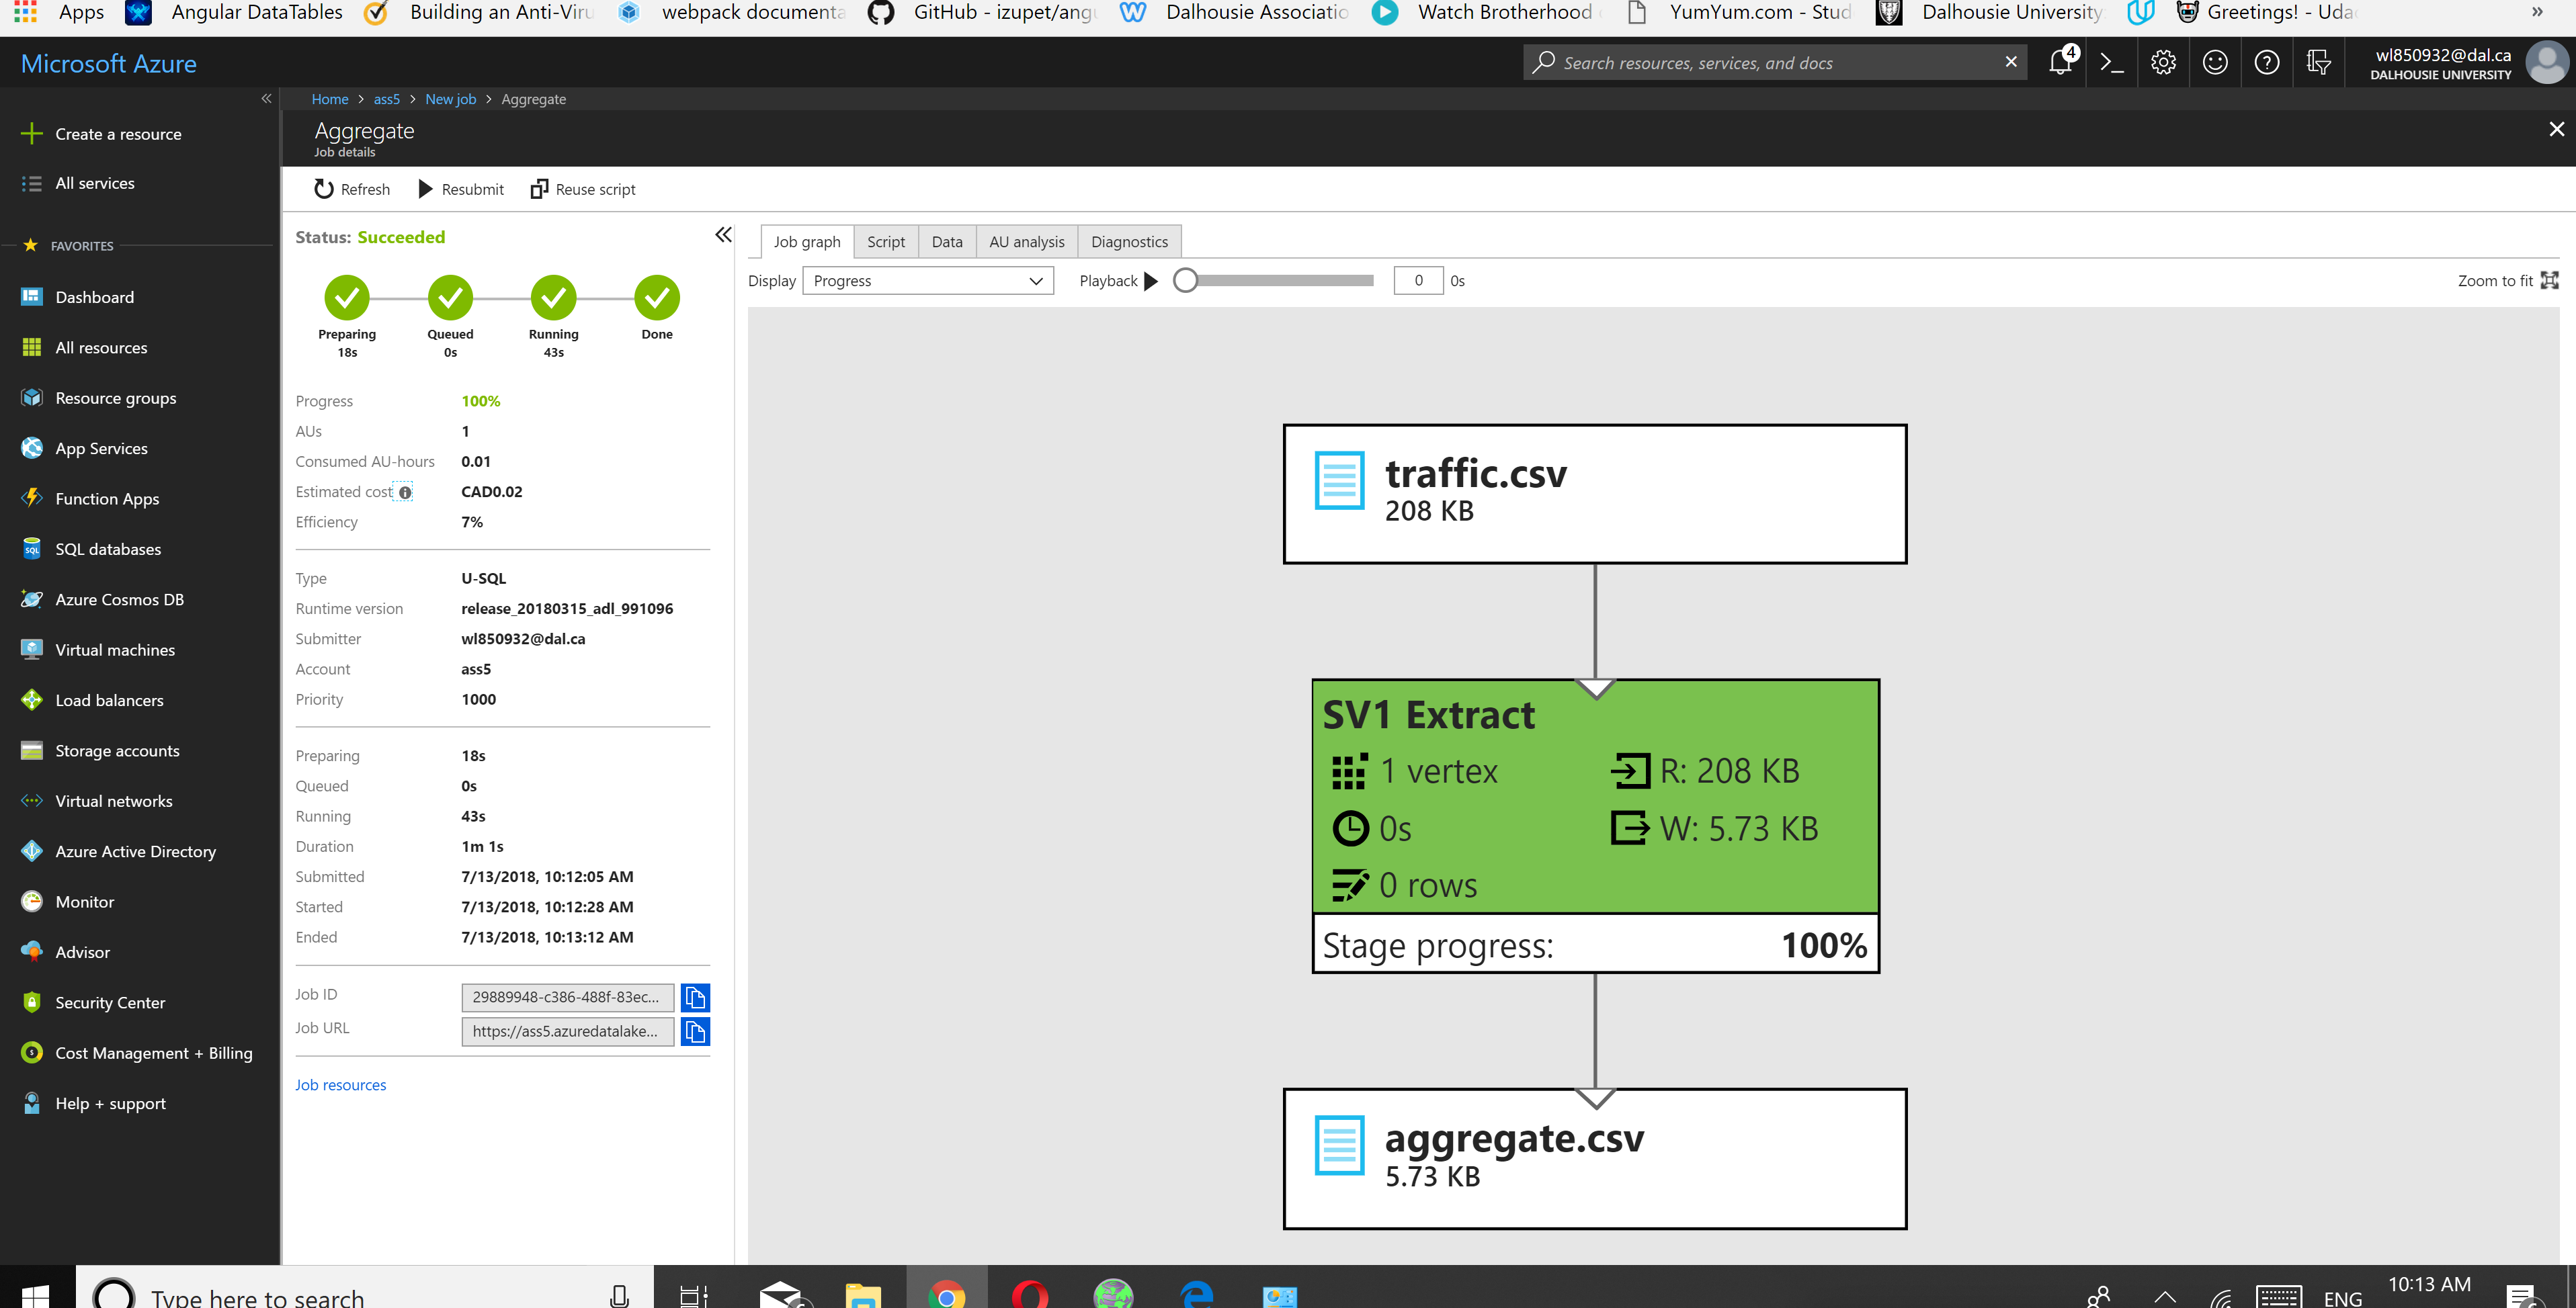 Apps Angular DataTables Building an Anti-Viru webpack documenta GitHub - izupet/angu Dalhousie Associatio Watch Brotherhood YumYum.com - Stud Dalhousie University Greetings! - Uda »
Microsoft Azure
Search resources, services, and docs
4
wl850932@dal.ca
DALHOUSIE UNIVERSITY
Home > ass5 > New job > Aggregate
Aggregate
Job details
Refresh Resubmit Reuse script
Create a resource
All services
FAVORITES
Dashboard
All resources
Resource groups
App Services
Function Apps
SQL databases
Azure Cosmos DB
Virtual machines
Load balancers
Storage accounts
Virtual networks
Azure Active Directory
Monitor
Advisor
Security Center
Cost Management + Billing
Help + support
Status: Succeeded
Preparing Queued Running Done
18s 0s 43s
Progress 100%
AUs 1
Consumed AU-hours 0.01
Estimated cost CAD0.02
Efficiency 7%
Type U-SQL
Runtime version release_20180315_adl_991096
Submitter wl850932@dal.ca
Account ass5
Priority 1000
Preparing 18s
Queued 0s
Running 43s
Duration 1m 1s
Submitted 7/13/2018, 10:12:05 AM
Started 7/13/2018, 10:12:28 AM
Ended 7/13/2018, 10:13:12 AM
Job ID 29889948-c386-488f-83ec...
Job URL https://ass5.azuredatalake...
Job resources
Job graph Script Data AU analysis Diagnostics
Display Progress Playback 0 0s Zoom to fit
traffic.csv
208 KB
SV1 Extract
1 vertex R: 208 KB
0s W: 5.73 KB
0 rows
Stage progress: 100%
aggregate.csv
5.73 KB
Type here to search
ENG
10:13 AM